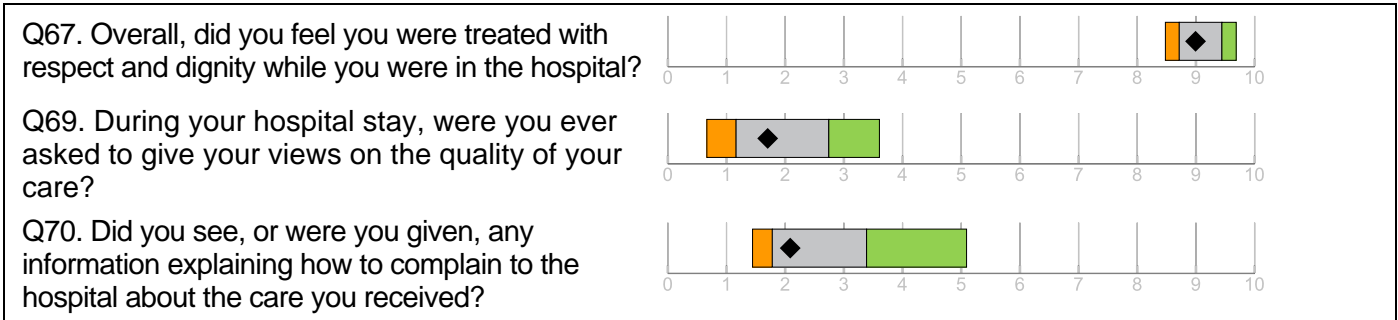 Q67. Overall, did you feel you were treated with
respect and dignity while you were in the hospital?
0 1 2 3 4 5 6 7 8 9 10
Q69. During your hospital stay, were you ever
asked to give your views on the quality of your
care?
0 1 2 3 4 5 6 7 8 9 10
Q70. Did you see, or were you given, any
information explaining how to complain to the
hospital about the care you received?
0 1 2 3 4 5 6 7 8 9 10